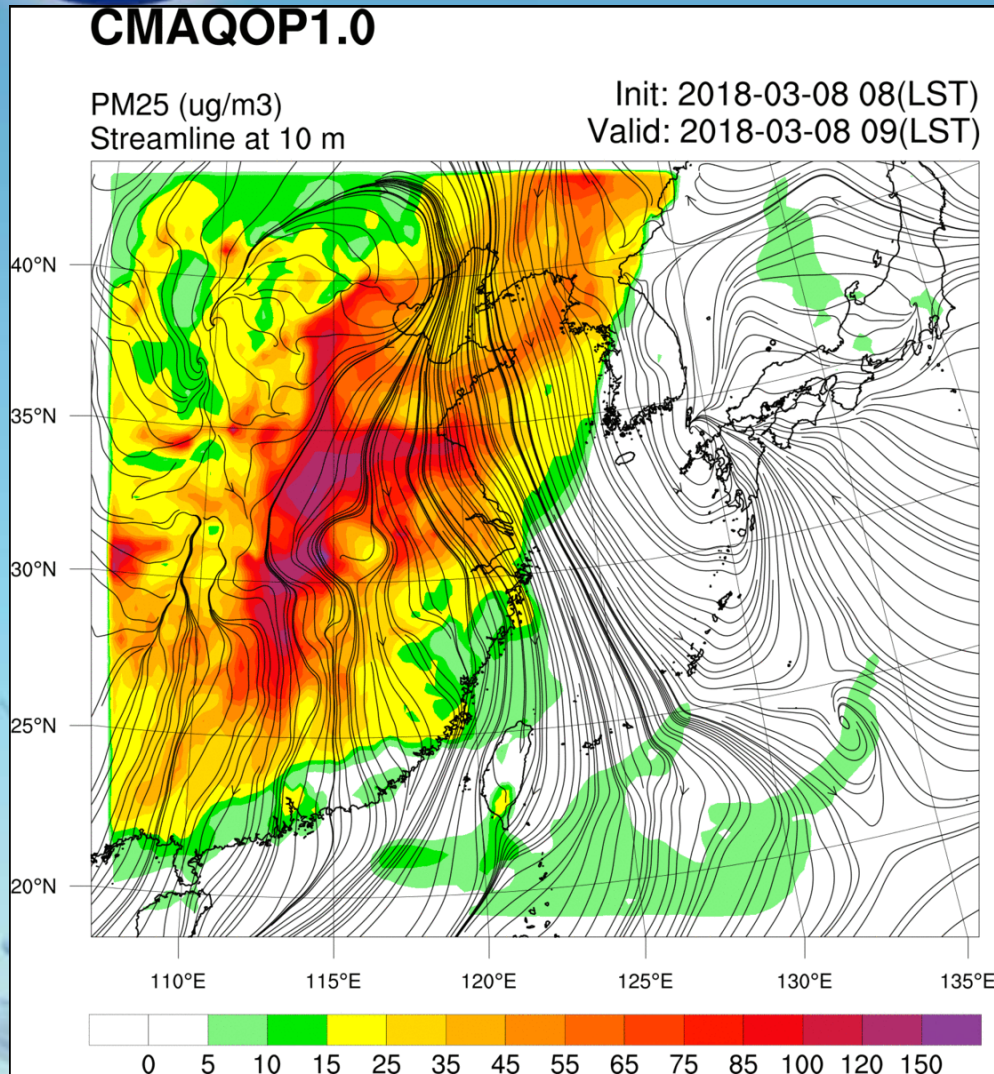 CMAQOP1.0
PM25 (ug/m3)
Init: 2018-03-08 08(LST)
Streamline at 10 m
Valid: 2018-03-08 09(LST)
40°N
35°N
30°N
25°N
20°N
110°E 115°E 120°E 125°E 130°E 135°E
0 5 10 15 25 35 45 55 65 75 85 100 120 150